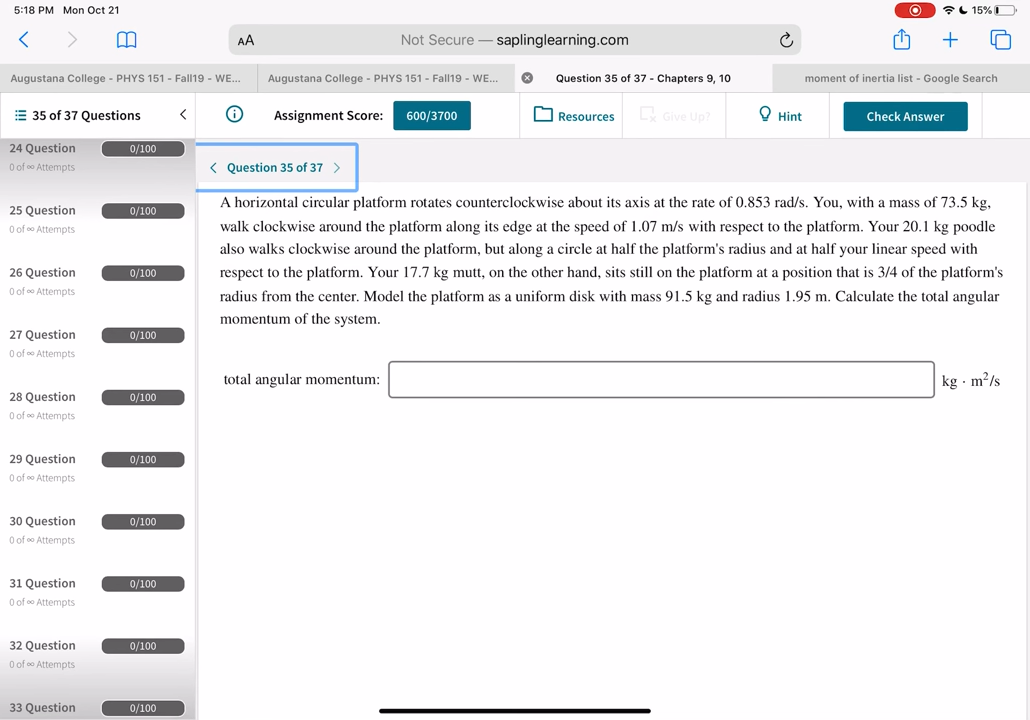 5:18 PM Mon Oct 21
15%
AA
Not Secure — saplinglearning.com
Augustana College - PHYS 151 - Fall19 - WE...
Augustana College - PHYS 151 - Fall19 - WE...
Question 35 of 37 - Chapters 9, 10
moment of inertia list - Google Search
35 of 37 Questions
Assignment Score:
600/3700
Resources
Give Up?
Hint
Check Answer
24 Question
0/100
0 of ∞ Attempts
25 Question
0/100
0 of ∞ Attempts
26 Question
0/100
0 of ∞ Attempts
27 Question
0/100
0 of ∞ Attempts
28 Question
0/100
0 of ∞ Attempts
29 Question
0/100
0 of ∞ Attempts
30 Question
0/100
0 of ∞ Attempts
31 Question
0/100
0 of ∞ Attempts
32 Question
0/100
0 of ∞ Attempts
33 Question
0/100
Question 35 of 37
A horizontal circular platform rotates counterclockwise about its axis at the rate of 0.853 rad/s. You, with a mass of 73.5 kg,
walk clockwise around the platform along its edge at the speed of 1.07 m/s with respect to the platform. Your 20.1 kg poodle
also walks clockwise around the platform, but along a circle at half the platform's radius and at half your linear speed with
respect to the platform. Your 17.7 kg mutt, on the other hand, sits still on the platform at a position that is 3/4 of the platform's
radius from the center. Model the platform as a uniform disk with mass 91.5 kg and radius 1.95 m. Calculate the total angular
momentum of the system.
total angular momentum:
kg · m²/s